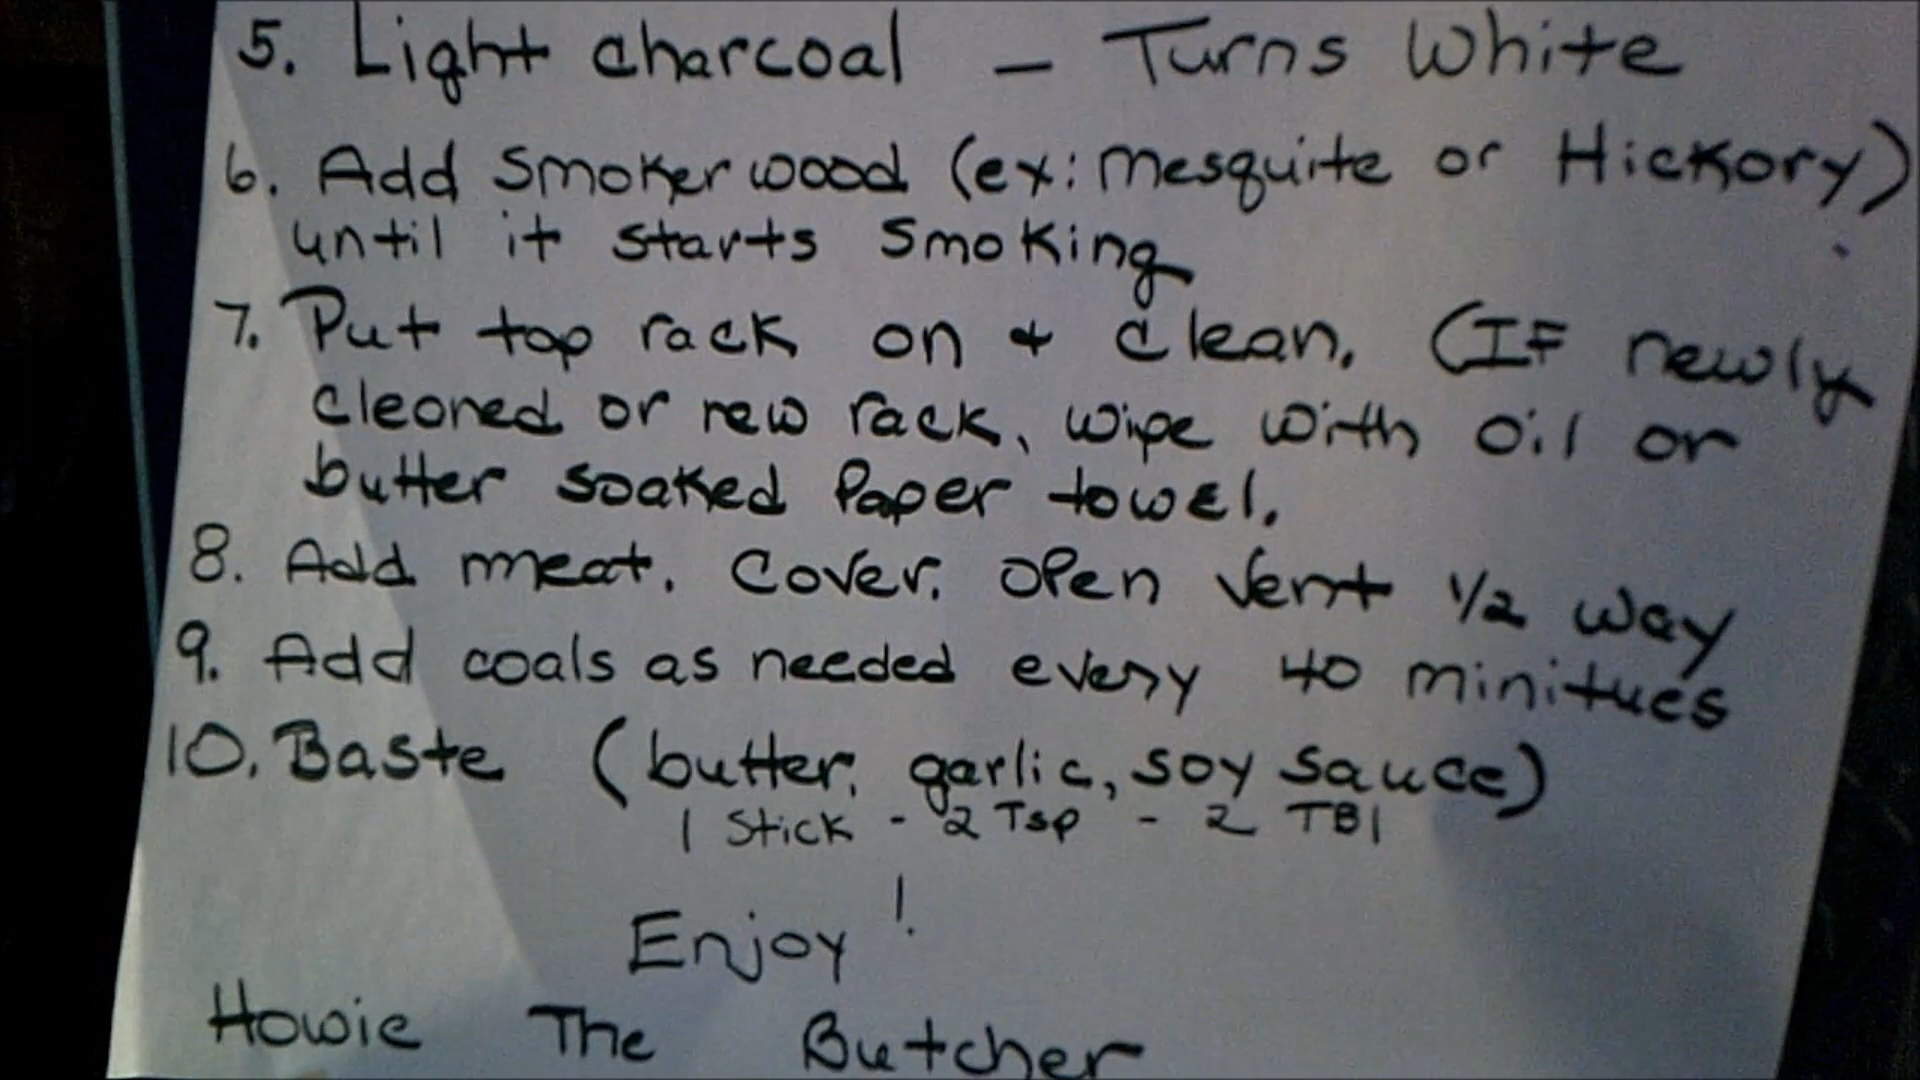 5. Light charcoal - Turns White
6. Add smoker wood (ex: mesquite or Hickory)
until it starts smoking
7. Put top rack on + clean. (IF newly
cleaned or new rack, wipe with oil or
butter soaked Paper towel.
8. Add meat. Cover. Open vent 1/2 way
9. Add coals as needed every 40 minitues
10. Baste (butter, garlic, soy sauce)
1 Stick - 2 Tsp - 2 TBl
Enjoy!
Howie The Butcher